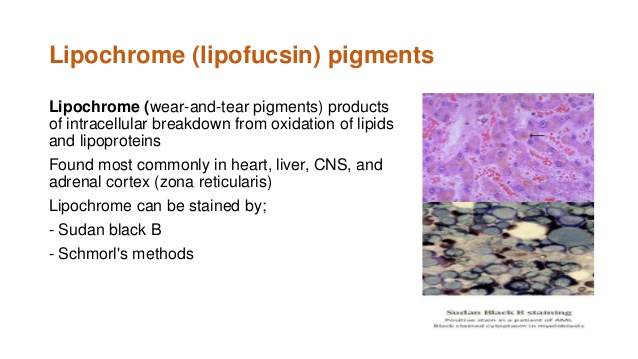 Lipochrome (lipofucsin) pigments
Lipochrome (wear-and-tear pigments) products
of intracellular breakdown from oxidation of lipids
and lipoproteins
Found most commonly in heart, liver, CNS, and
adrenal cortex (zona reticularis)
Lipochrome can be stained by;
- Sudan black B
- Schmorl's methods
Sudan Black B staining
Positive stain in a patient of AML
Black stained cytoplasm in myeloblasts